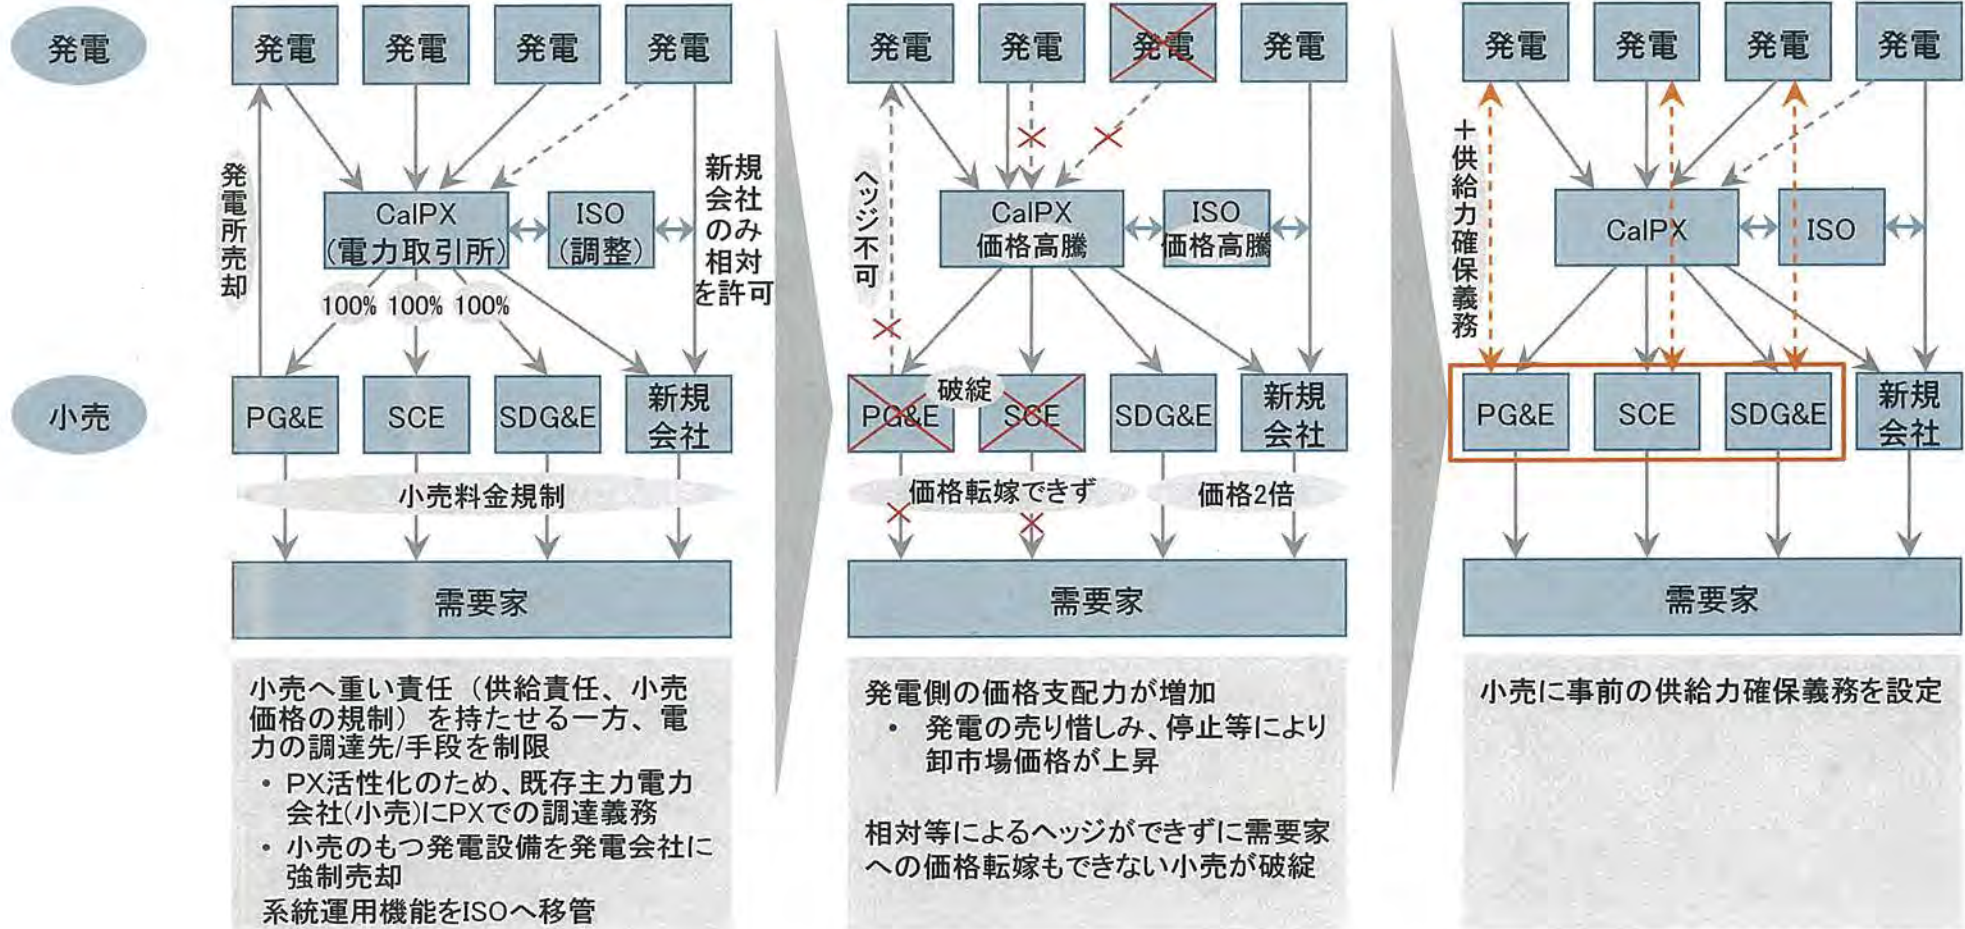 発電
発電
発電
発電
発電
発電所売却
新規会社のみ相対を許可
CalPX
(電力取引所)
ISO
(調整)
100%
100%
100%
小売
PG&E
SCE
SDG&E
新規
会社
小売料金規制
需要家
小売へ重い責任（供給責任、小売
価格の規制）を持たせる一方、電
力の調達先/手段を制限
・PX活性化のため、既存主力電力
会社(小売)にPXでの調達義務
・小売のもつ発電設備を発電会社に
強制売却
系統運用機能をISOへ移管
発電
発電
発電
発電
ヘッジ不可
CalPX
価格高騰
ISO
価格高騰
PG&E
破綻
SCE
SDG&E
新規
会社
価格転嫁できず
価格2倍
需要家
発電側の価格支配力が増加
・発電の売り惜しみ、停止等により
卸市場価格が上昇
相対等によるヘッジができずに需要家
への価格転嫁もできない小売が破綻
発電
発電
発電
発電
＋供給力確保義務
CalPX
ISO
PG&E
SCE
SDG&E
新規
会社
需要家
小売に事前の供給力確保義務を設定